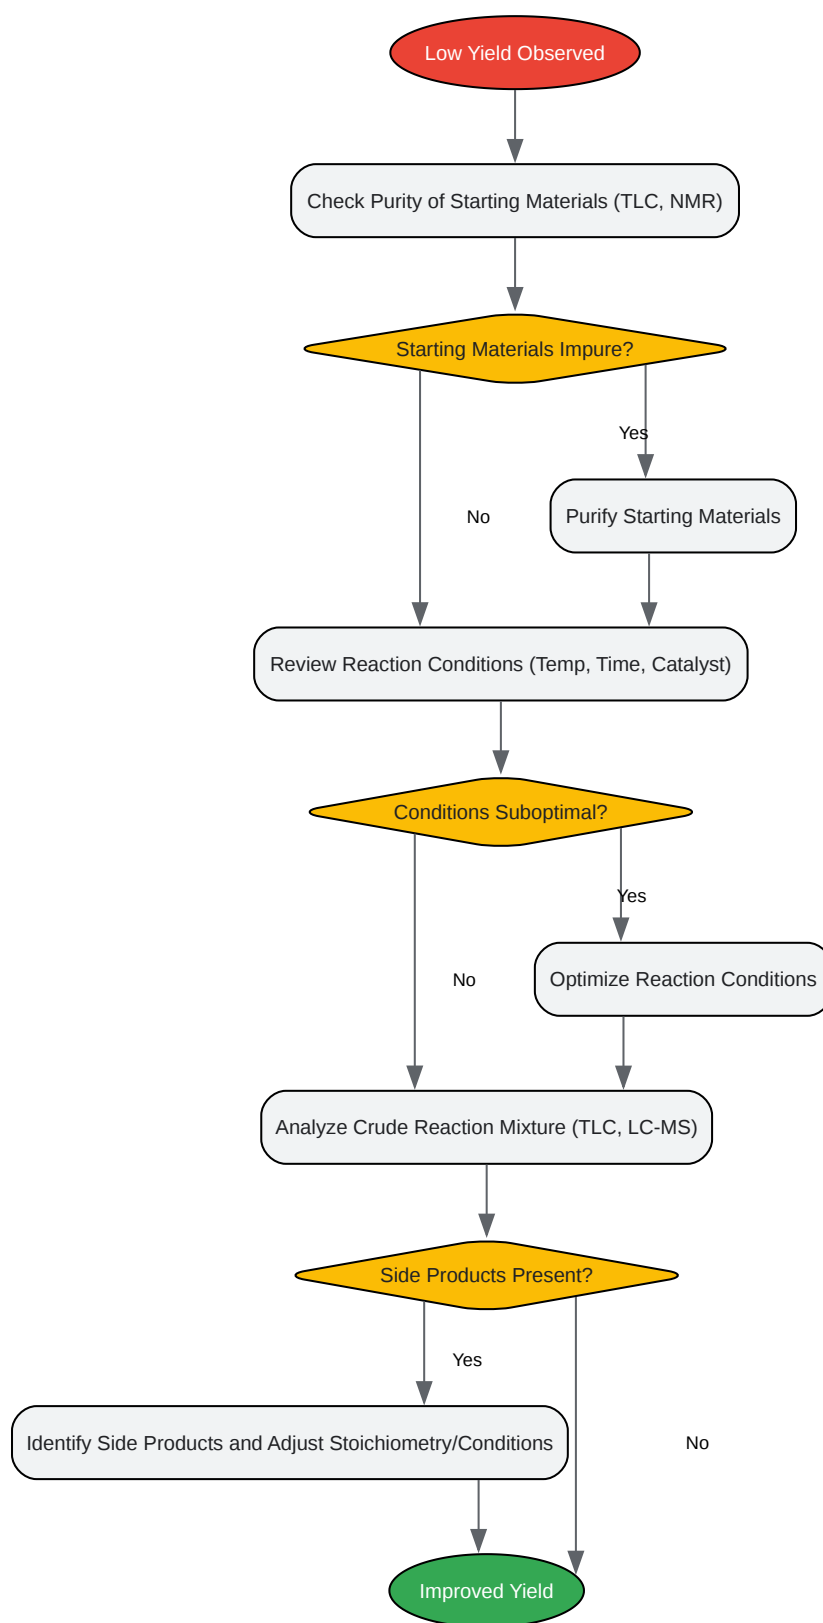 Low Yield Observed
Check Purity of Starting Materials (TLC, NMR)
Starting Materials Impure?
Yes
No
Purify Starting Materials
Review Reaction Conditions (Temp, Time, Catalyst)
Conditions Suboptimal?
Yes
No
Optimize Reaction Conditions
Analyze Crude Reaction Mixture (TLC, LC-MS)
Side Products Present?
Yes
Identify Side Products and Adjust Stoichiometry/Conditions
No
Improved Yield